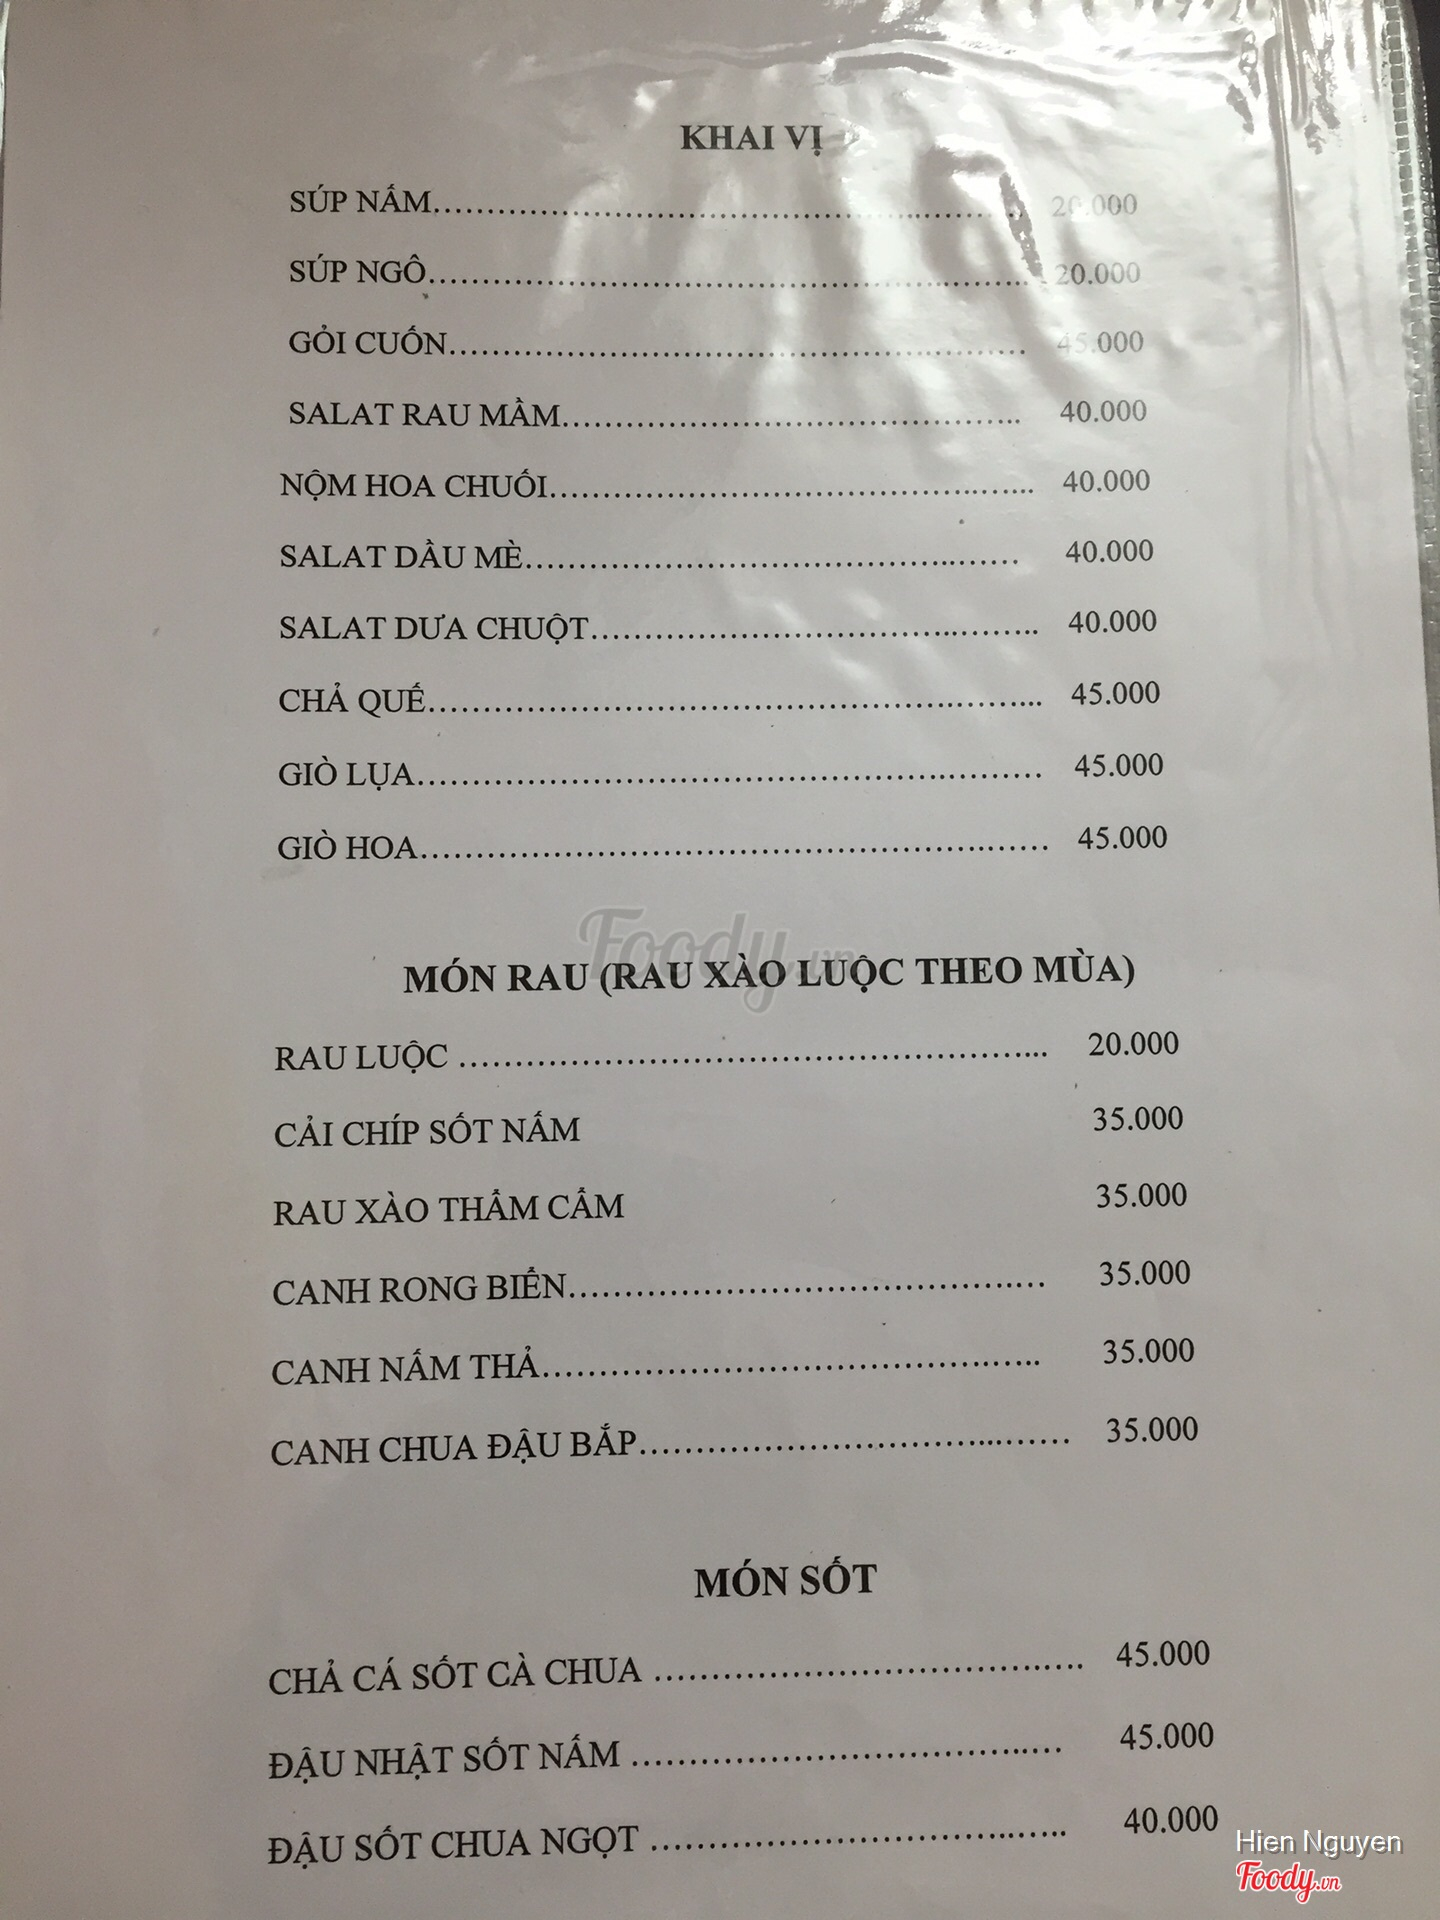 KHAI VỊ
SÚP NẤM................................................................ 20.000
SÚP NGÔ................................................................ 20.000
GỎI CUỐN................................................................ 45.000
SALAT RAU MẦM................................................... 40.000
NỘM HOA CHUỐI................................................... 40.000
SALAT DẦU MÈ................................................... 40.000
SALAT DƯA CHUỘT................................................ 40.000
CHẢ QUẾ............................................................... 45.000
GIÒ LỤA................................................................ 45.000
GIÒ HOA................................................................ 45.000
Foody.vn
MÓN RAU (RAU XÀO LUỘC THEO MÙA)
RAU LUỘC ............................................................ 20.000
CẢI CHÍP SỐT NẤM 35.000
RAU XÀO THẨM CẨM 35.000
CANH RONG BIỂN................................................ 35.000
CANH NẤM THẢ................................................... 35.000
CANH CHUA ĐẬU BẮP.......................................... 35.000
MÓN SỐT
CHẢ CÁ SỐT CÀ CHUA .......................................... 45.000
ĐẬU NHẬT SỐT NẤM ............................................ 45.000
ĐẬU SỐT CHUA NGỌT .......................................... 40.000
Hien Nguyen
Foody.vn